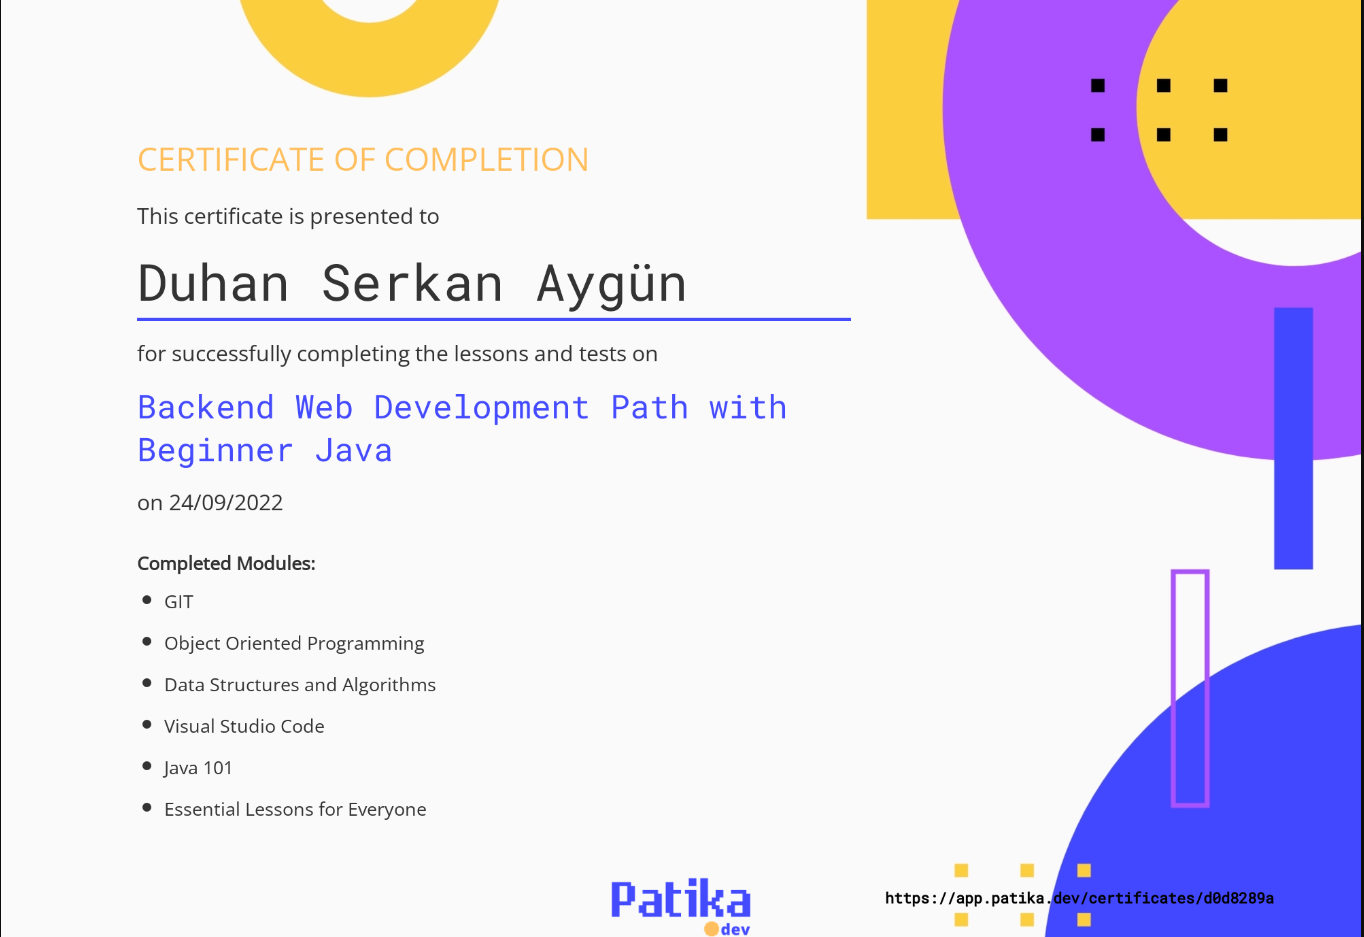 CERTIFICATE OF COMPLETION
This certificate is presented to
Duhan Serkan Aygün
for successfully completing the lessons and tests on
Backend Web Development Path with
Beginner Java
on 24/09/2022
Completed Modules:
GIT
Object Oriented Programming
Data Structures and Algorithms
Visual Studio Code
Java 101
Essential Lessons for Everyone
Patika
dev
https://app.patika.dev/certificates/d0d8289a